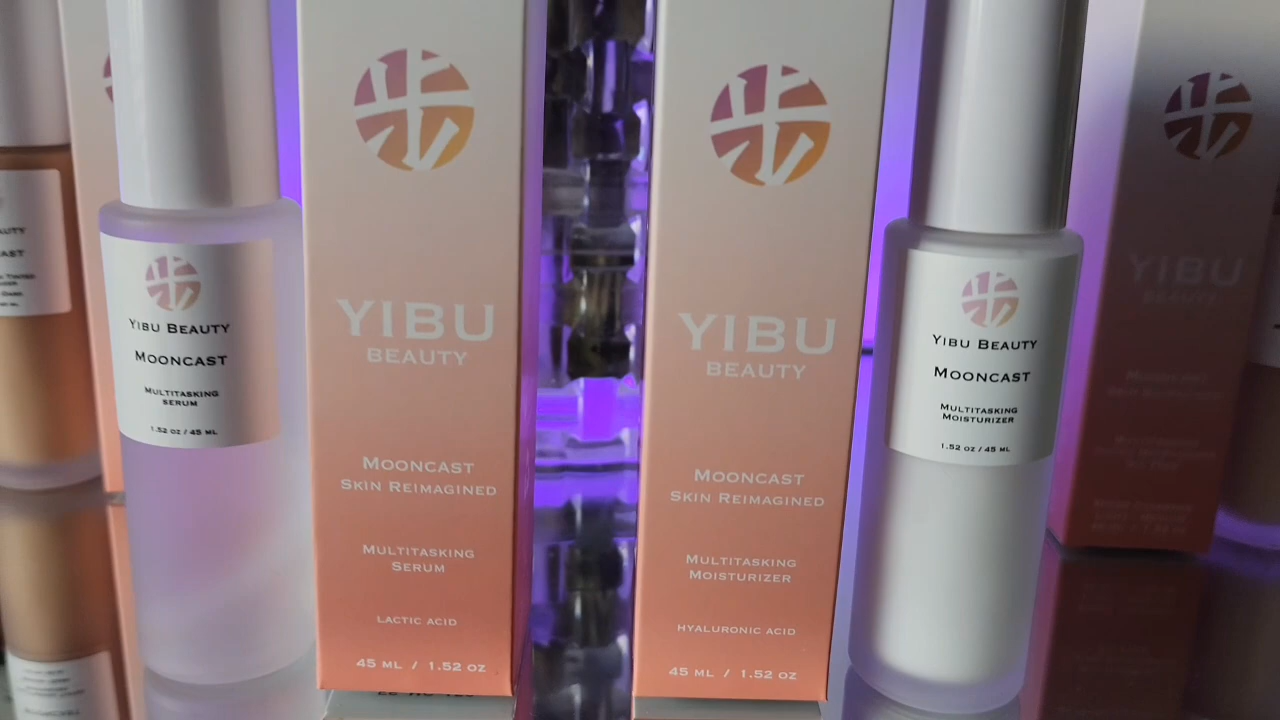 YIBU BEAUTY
MOONCAST
MULTITASKING
SERUM
1.52 OZ / 45 ML
YIBU
BEAUTY
MOONCAST
SKIN REIMAGINED
MULTITASKING
SERUM
LACTIC ACID
45 ML / 1.52 OZ
YIBU
BEAUTY
MOONCAST
SKIN REIMAGINED
MULTITASKING
MOISTURIZER
HYALURONIC ACID
45 ML / 1.52 OZ
YIBU BEAUTY
MOONCAST
MULTITASKING
MOISTURIZER
1.52 OZ / 45 ML
YIBU
BEAUTY